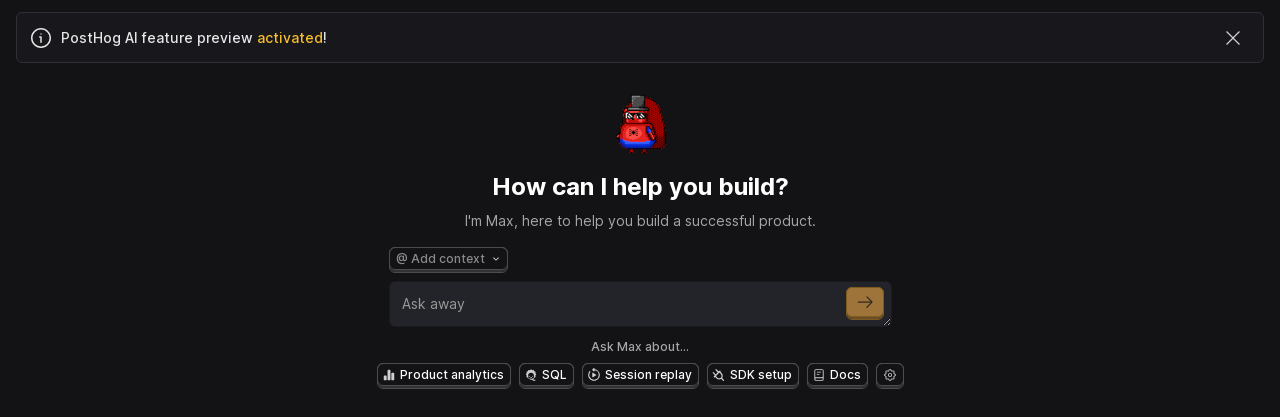 PostHog AI feature preview activated!
How can I help you build?
I'm Max, here to help you build a successful product.
@ Add context
Ask away
Ask Max about...
Product analytics SQL Session replay SDK setup Docs